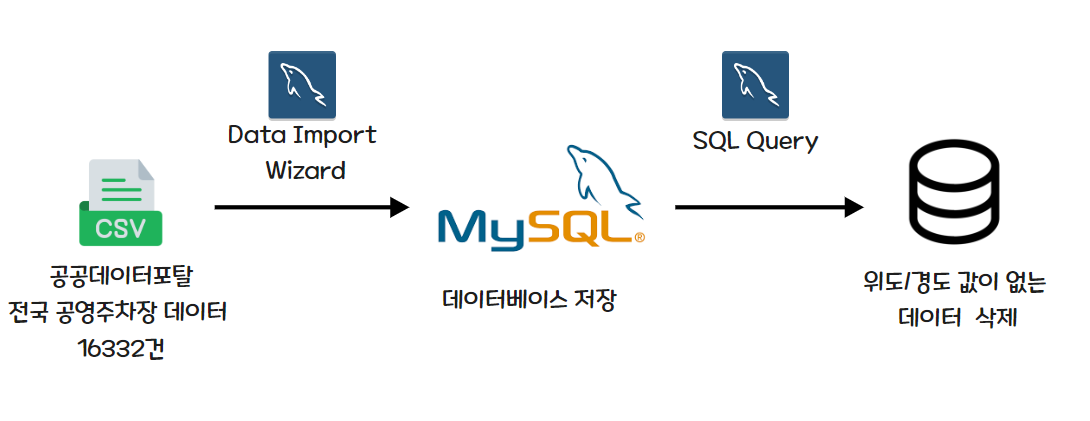 Data Import
Wizard
SQL Query
CSV
MySQL®
공공데이터포탈
전국 공영주차장 데이터
16332건
데이터베이스 저장
위도/경도 값이 없는
데이터 삭제